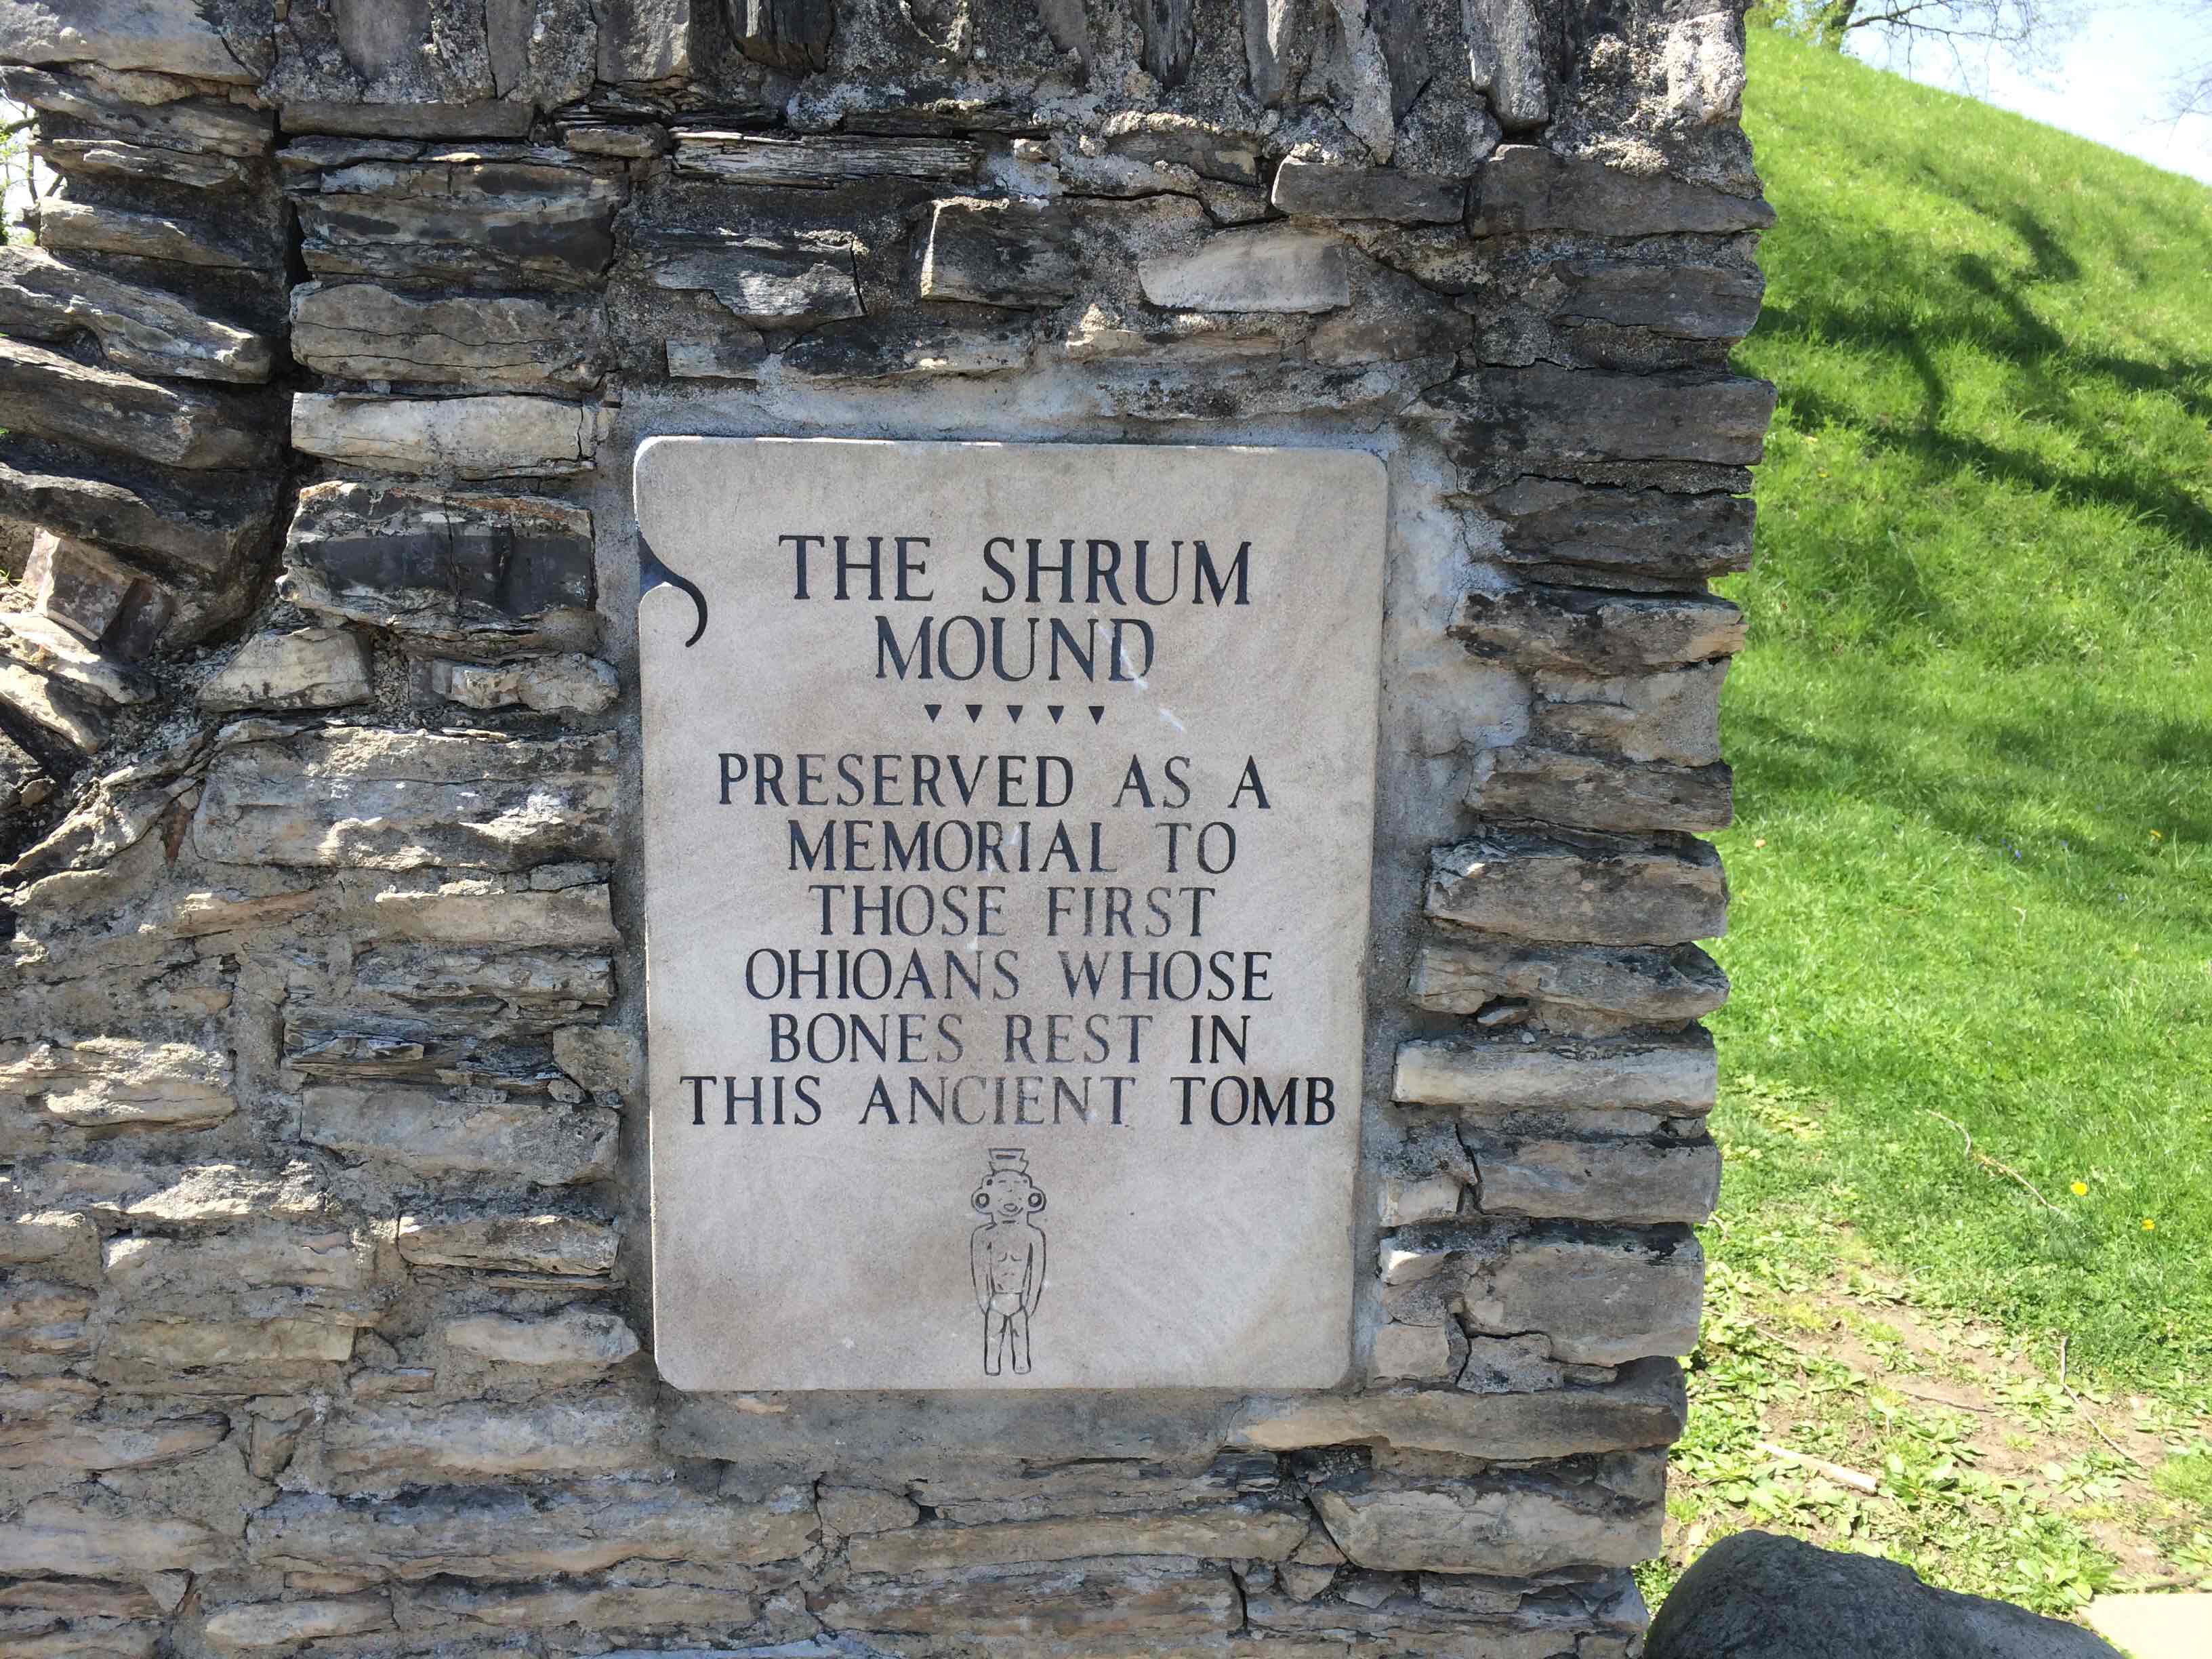 THE SHRUM
MOUND
PRESERVED AS A
MEMORIAL TO
THOSE FIRST
OHIOANS WHOSE
BONES REST IN
THIS ANCIENT TOMB